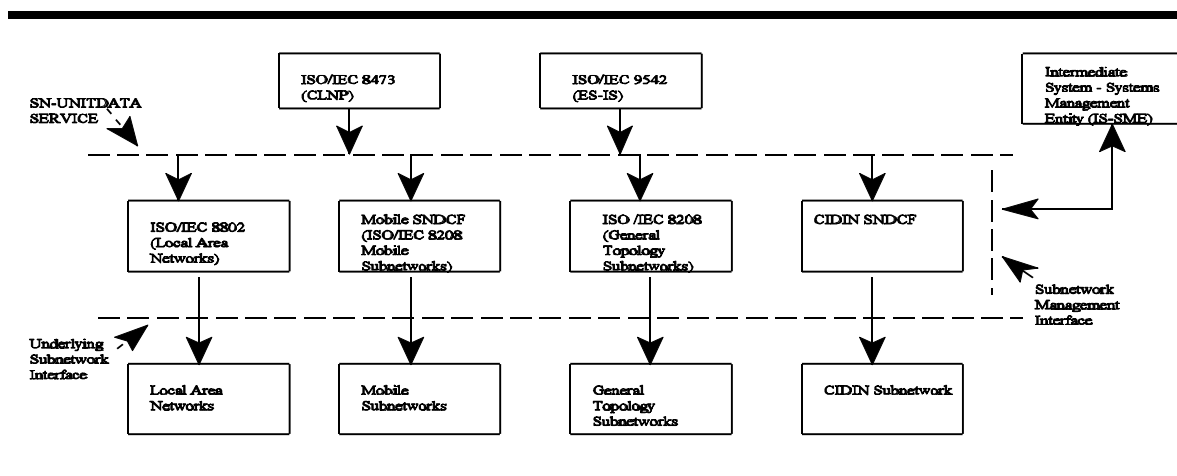 ISO/IEC 8473
(CLNP)
ISO/IEC 9542
(ES-IS)
Intermediate
System - Systems
Management
Entity (IS-SME)
SN-UNITDATA
SERVICE
ISO/IEC 8802
(Local Area
Networks)
Mobile SNDCF
(ISO/IEC 8208
Mobile
Subnetworks)
ISO /IEC 8208
(General
Topology
Subnetworks)
CIDIN SNDCF
Subnetwork
Management
Interface
Underlying
Subnetwork
Interface
Local Area
Networks
Mobile
Subnetworks
General
Topology
Subnetworks
CIDIN Subnetwork